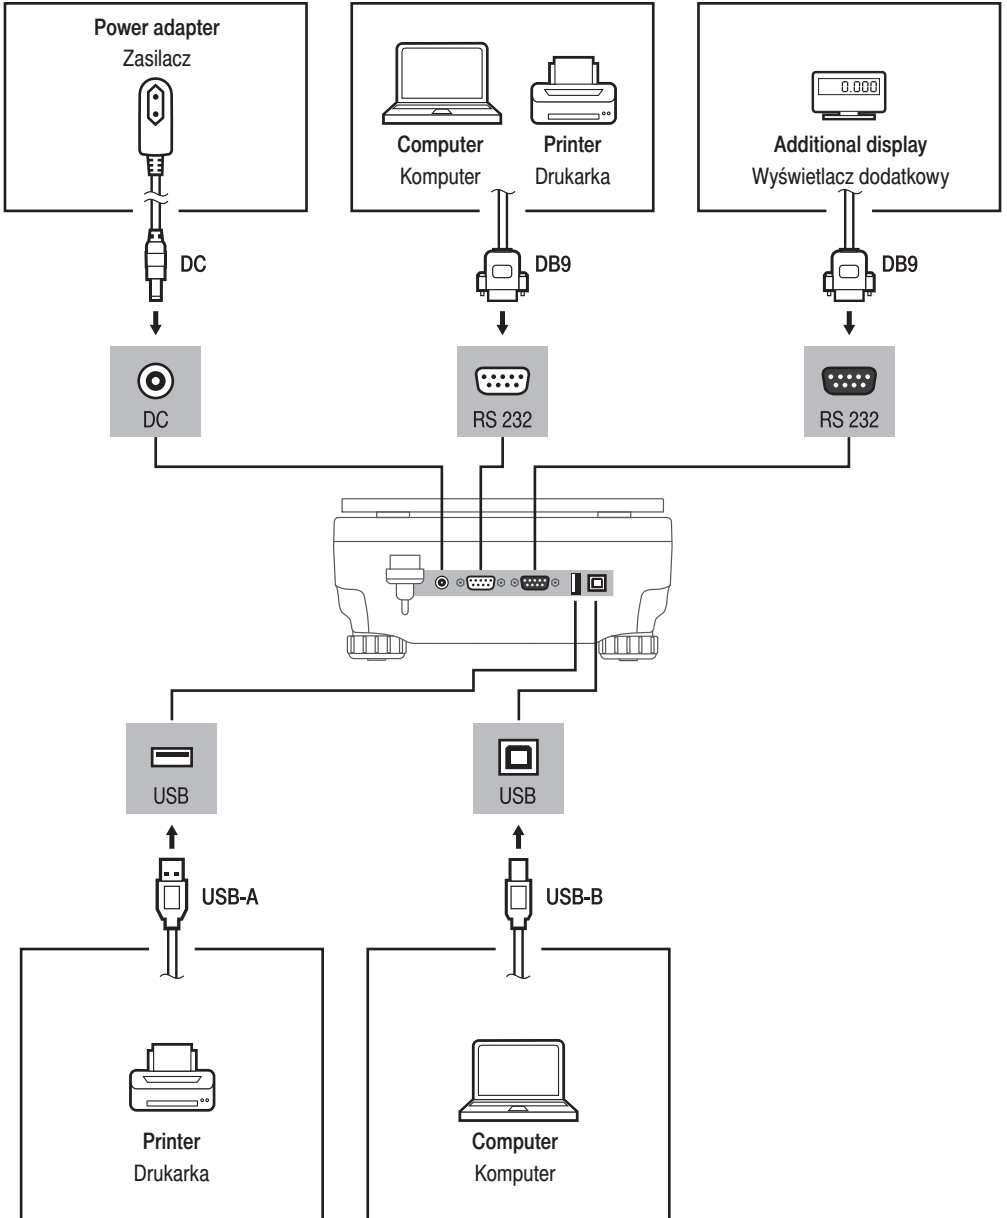 Power adapter
Zasilacz
Computer
Komputer
Printer
Drukarka
0.000
Additional display
Wyświetlacz dodatkowy
DC
DB9
DB9
DC
RS 232
RS 232
USB
USB
USB-A
USB-B
Printer
Drukarka
Computer
Komputer